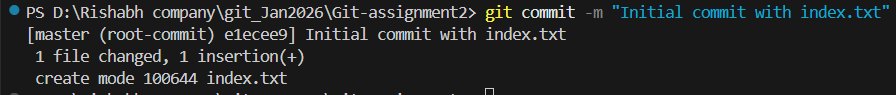 PS D:\Rishabh company\git_Jan2026\Git-assignment2> git commit -m "Initial commit with index.txt"
[master (root-commit) e1ecee9] Initial commit with index.txt
 1 file changed, 1 insertion(+)
 create mode 100644 index.txt